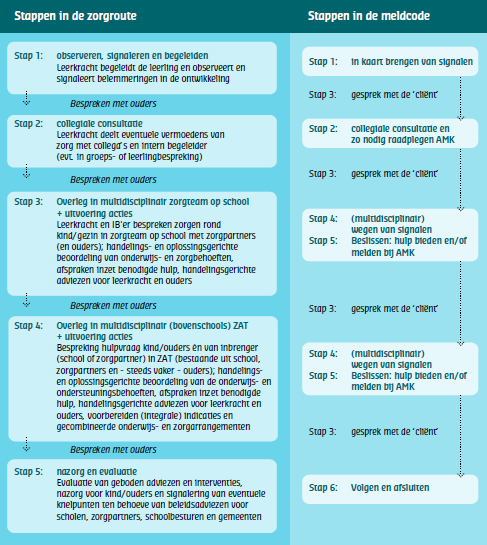 Stappen in de zorgroute
Stap 1: observeren, signaleren en begeleiden
Leerkracht begeleidt de leerling en observeert en
signaleert belemmeringen in de ontwikkeling
Bespreken met ouders
Stap 2: collegiale consultatie
Leerkracht deelt eventuele vermoedens van
zorg met collega's en intern begeleider
(evt. in groeps- of leerlingbespreking)
Bespreken met ouders
Stap 3: Overleg in multidisciplinair zorgteam op school
+ uitvoering acties
Leerkracht en IB'er bespreken zorgen rond
kind/gezin in zorgteam op school met zorgpartners
(en ouders); handelings- en oplossingsgerichte
beoordeling van onderwijs- en zorgbehoeften,
afspraken inzet benodigde hulp, handelingsgerichte
adviezen voor leerkracht en ouders
Bespreken met ouders
Stap 4: Overleg in multidisciplinair (bovenschools) ZAT
+ uitvoering acties
Bespreking hulpvraag kind/ouders én van inbrenger
(school of zorgpartner) in ZAT (bestaande uit school,
zorgpartners en - steeds vaker - ouders); handelings-
en oplossingsgerichte beoordeling van de onderwijs- en
ondersteuningsbehoeften, afspraken inzet benodigde
hulp, handelingsgerichte adviezen voor leerkracht en
ouders, voorbereiden (integrale) indicaties en
gecombineerde onderwijs- en zorgarrangementen
Bespreken met ouders
Stap 5: nazorg en evaluatie
Evaluatie van geboden adviezen en interventies,
nazorg voor kind/ouders en signalering van eventuele
knelpunten ten behoeve van beleidsadviezen voor
scholen, zorgpartners, schoolbesturen en gemeenten
Stappen in de meldcode
Stap 1: in kaart brengen van signalen
Stap 3: gesprek met de 'cliënt'
Stap 2: collegiale consultatie en
zo nodig raadplegen AMK
Stap 3: gesprek met de 'cliënt'
Stap 4: (multidisciplinair)
wegen van signalen
Stap 5: Beslissen: hulp bieden en/of
melden bij AMK
Stap 3: gesprek met de 'cliënt'
Stap 4: (multidisciplinair)
wegen van signalen
Stap 5: Beslissen: hulp bieden en/of
melden bij AMK
Stap 3: gesprek met de 'cliënt'
Stap 6: Volgen en afsluiten